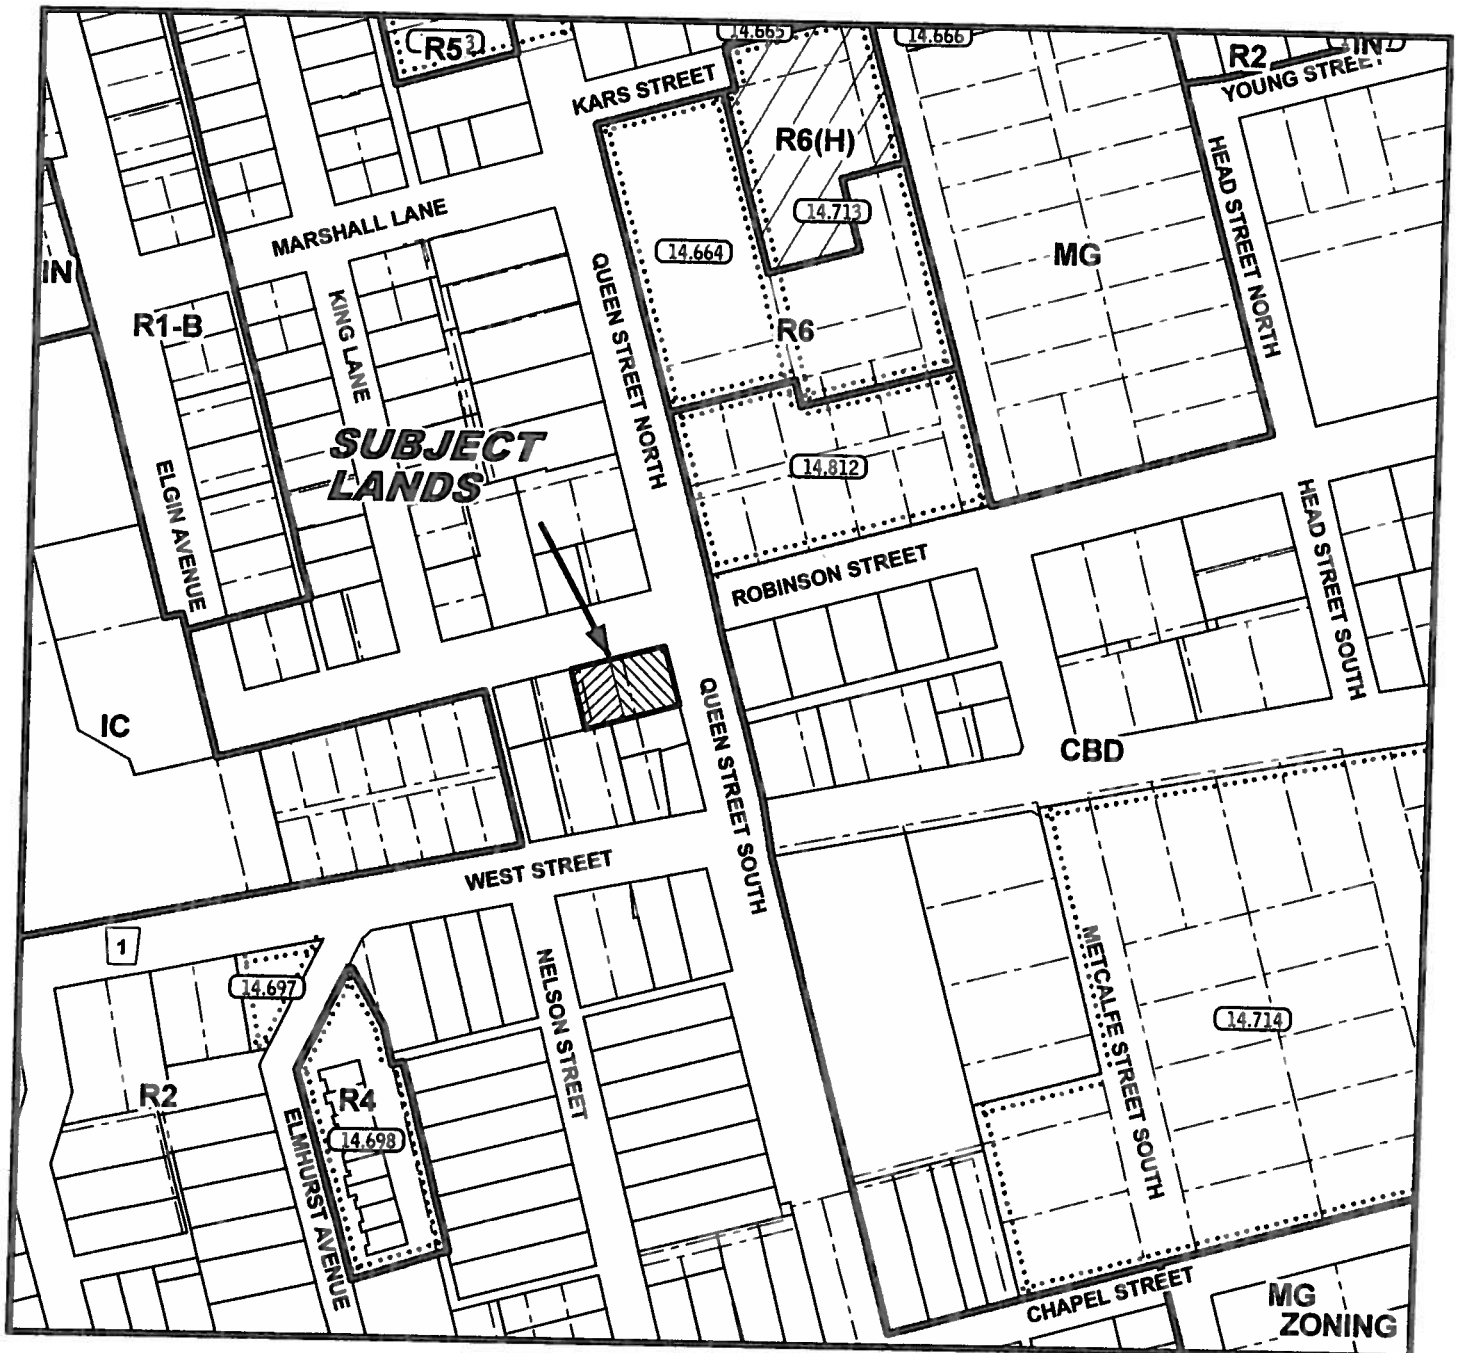 14.665
14.666
R5
3
R2
IN
YOUNG STREET
KARS STREET
R6(H)
HEAD STREET NORTH
MARSHALL LANE
14.713
14.664
MG
IN
R1-B
KING LANE
QUEEN STREET NORTH
R6
SUBJECT
LANDS
14.812
ELGIN AVENUE
HEAD STREET SOUTH
ROBINSON STREET
IC
QUEEN STREET SOUTH
CBD
WEST STREET
1
14.697
NELSON STREET
METCALFE STREET SOUTH
14.714
R2
R4
14.698
ELMHURST AVENUE
CHAPEL STREET
MG
ZONING